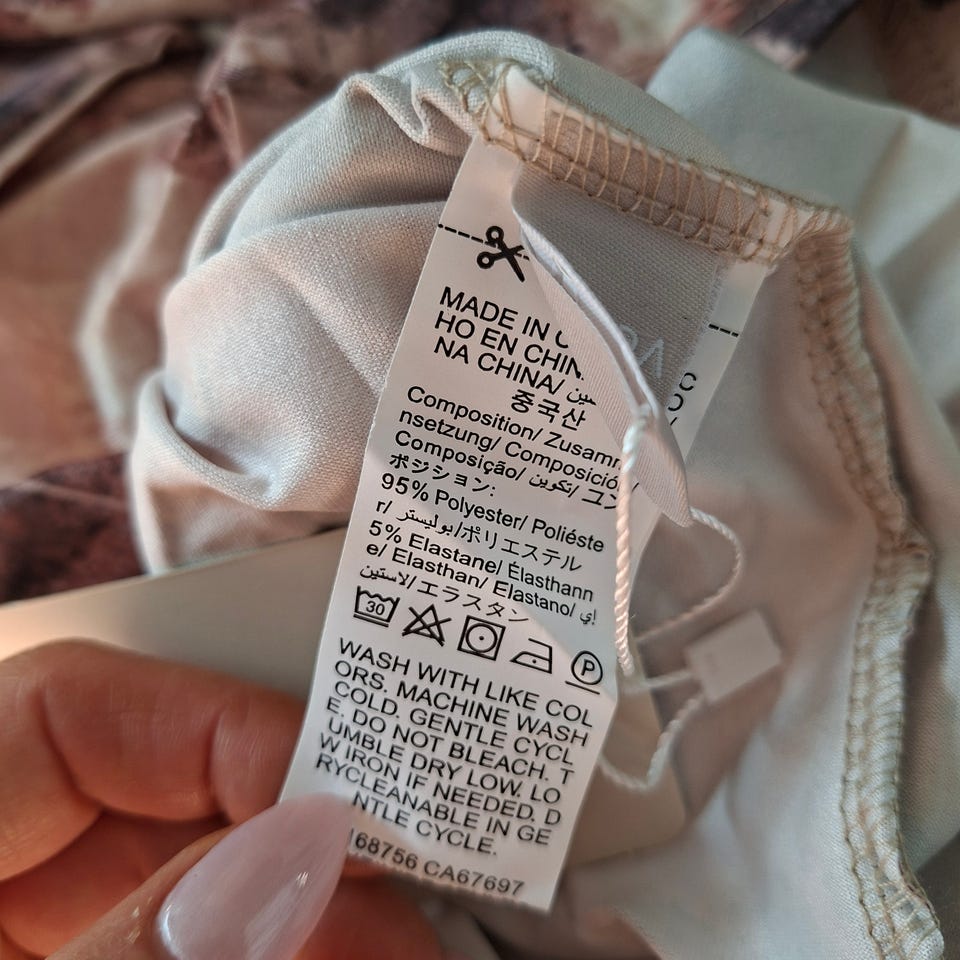 MADE IN
HO EN CHIN
NA CHINA/
중국산
Composition/ Zusamm
nsetzung/ Composició
Composição/ تكوين/ ユン
ポジション:
95% Polyester/ Poliéste
r/ بوليستر/ポリエステル
5% Elastane/ Élasthann
e/ Elasthan/ Elastano/ إي
لاستين/エラスタン
30 P
WASH WITH LIKE COL
ORS. MACHINE WASH
COLD. GENTLE CYCL
E. DO NOT BLEACH. T
UMBLE DRY LOW. LO
W IRON IF NEEDED. D
RYCLEANABLE IN GE
NTLE CYCLE.
168756 CA67697